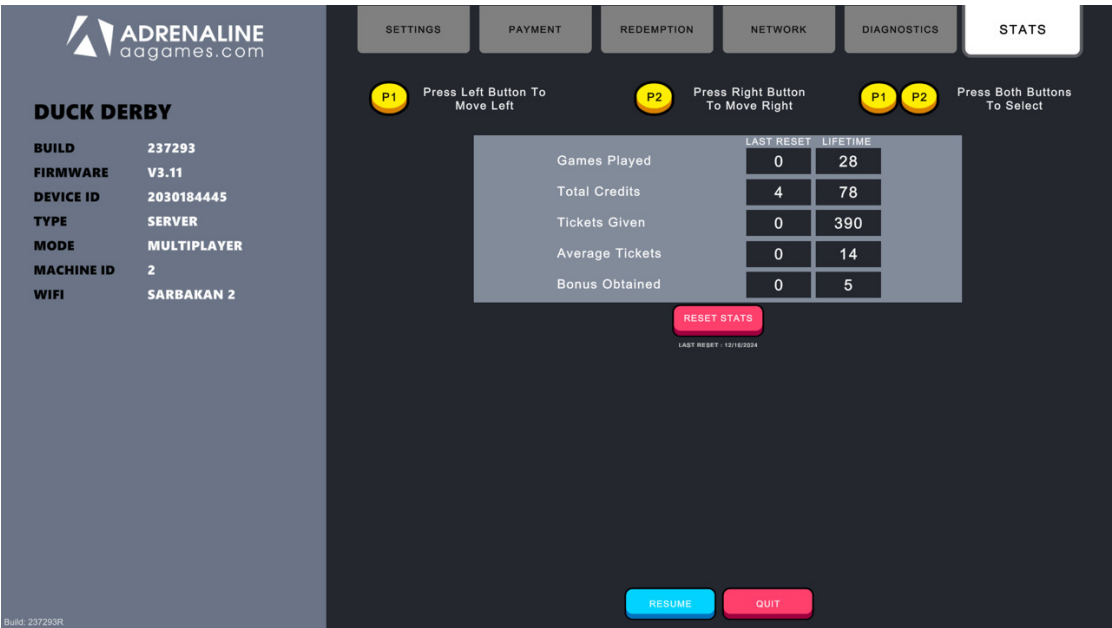 ADRENALINE
aagames.com
DUCK DERBY
BUILD 237293
FIRMWARE V3.11
DEVICE ID 2030184445
TYPE SERVER
MODE MULTIPLAYER
MACHINE ID 2
WIFI SARBAKAN 2
Build: 237293R
SETTINGS PAYMENT REDEMPTION NETWORK DIAGNOSTICS STATS
P1 Press Left Button To
Move Left
P2 Press Right Button
To Move Right
P1 P2 Press Both Buttons
To Select
LAST RESET LIFETIME
Games Played 0 28
Total Credits 4 78
Tickets Given 0 390
Average Tickets 0 14
Bonus Obtained 0 5
RESET STATS
LAST RESET : 12/16/2024
RESUME QUIT